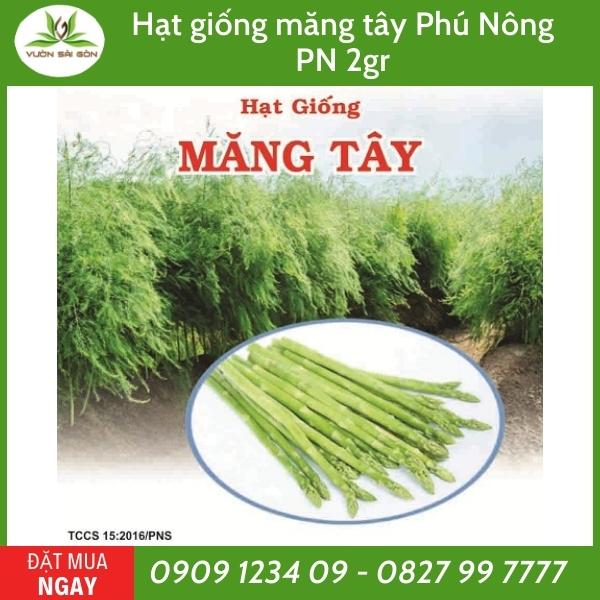 VƯỜN SÀI GÒN
Hạt giống măng tây Phú Nông
PN 2gr
Hạt Giống
MĂNG TÂY
TCCS 15:2016/PNS
ĐẶT MUA
NGAY
0909 1234 09 - 0827 99 7777